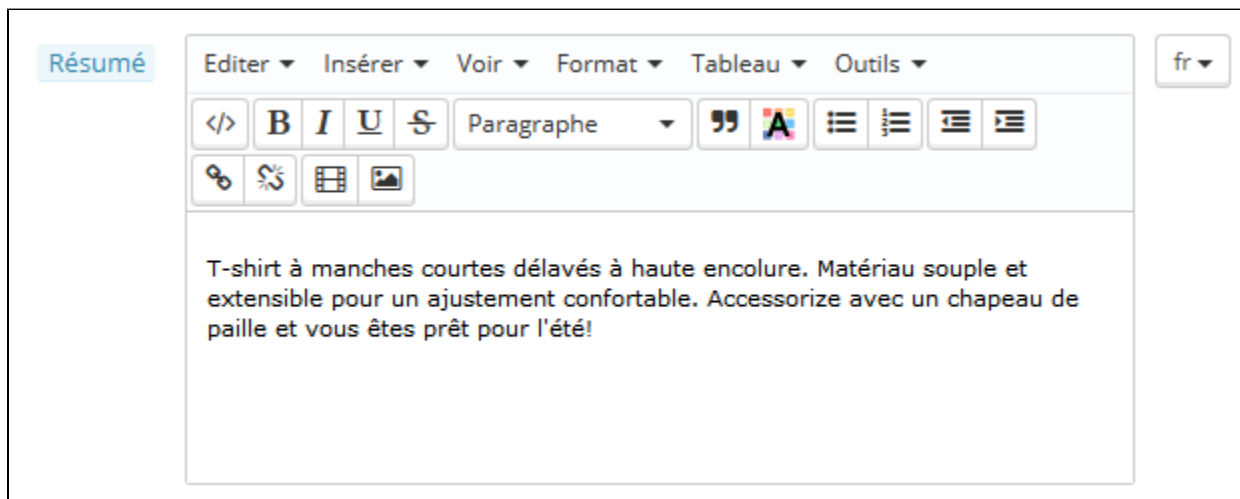 Résumé
Editer Insérer Voir Format Tableau Outils
fr
</> B I U S Paragraphe A
T-shirt à manches courtes délavés à haute encolure. Matériau souple et
extensible pour un ajustement confortable. Accessorize avec un chapeau de
paille et vous êtes prêt pour l'été!